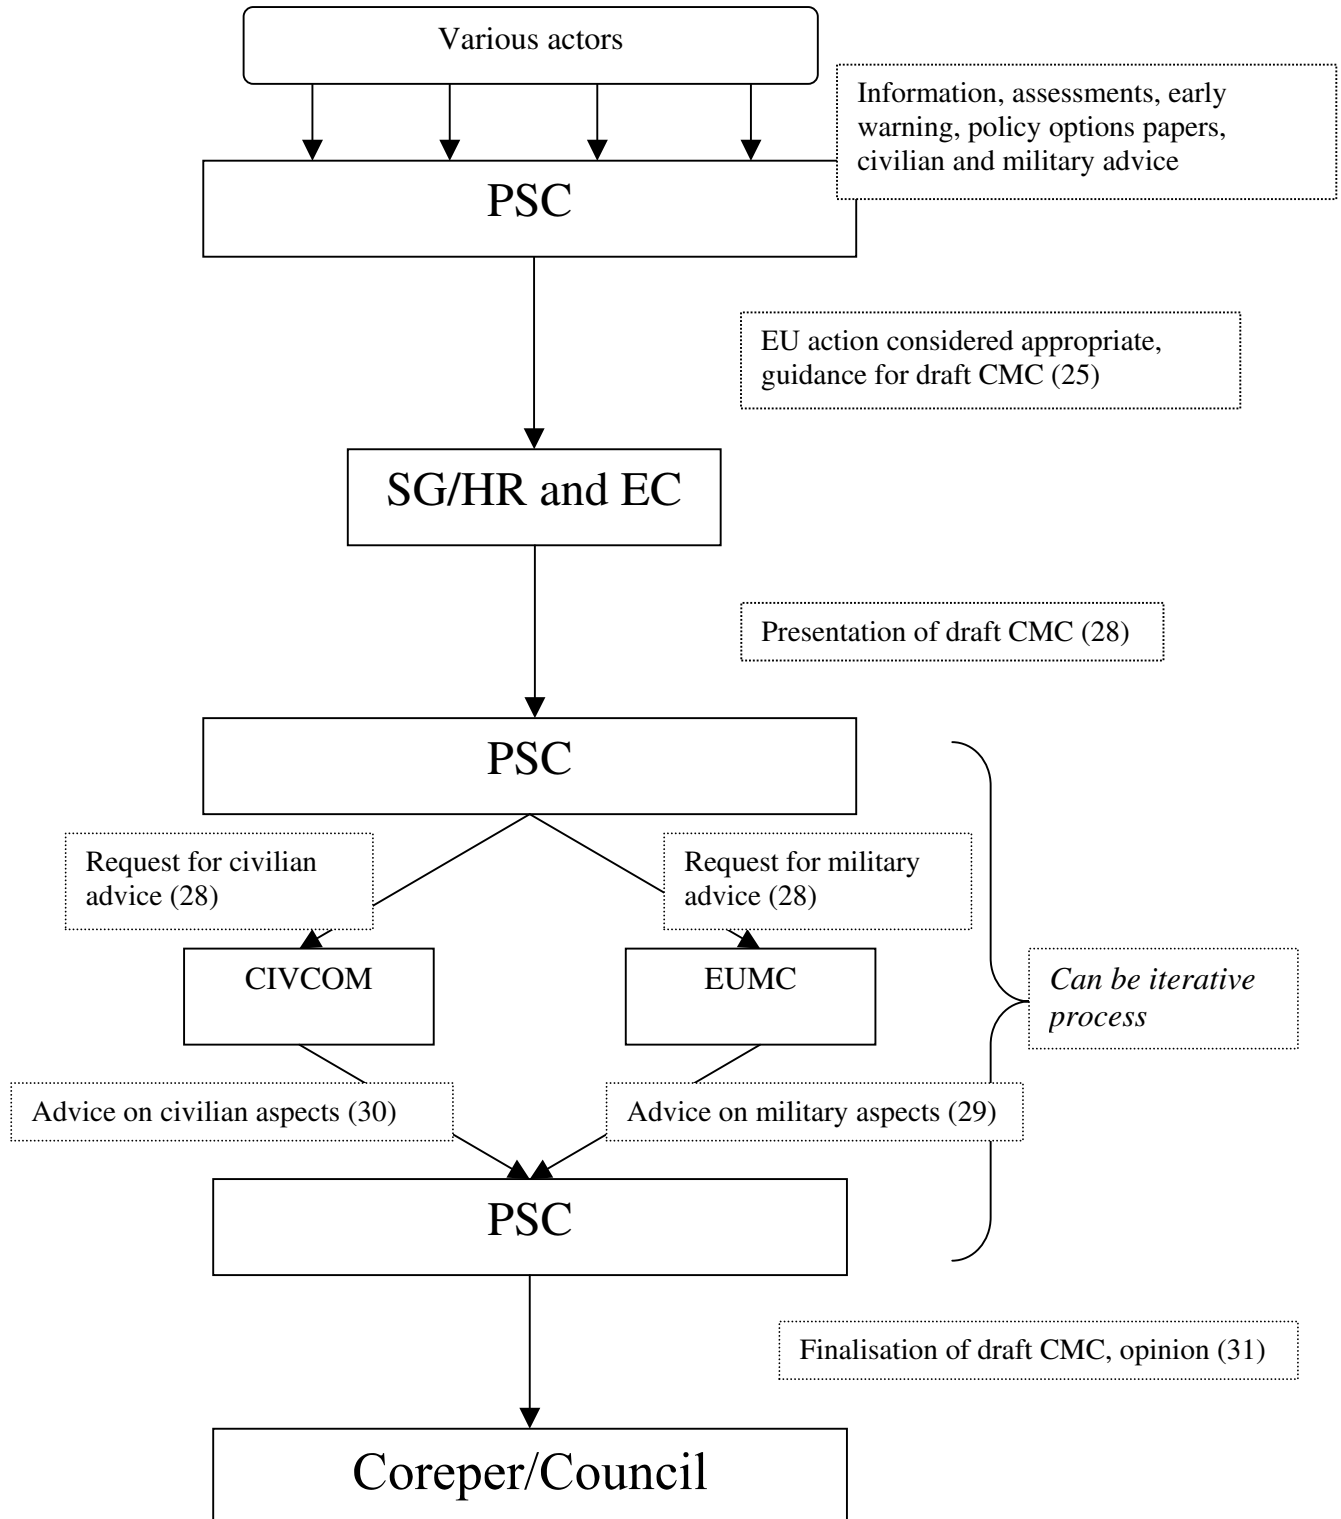 Various actors
Information, assessments, early
warning, policy options papers,
civilian and military advice
PSC
EU action considered appropriate,
guidance for draft CMC (25)
SG/HR and EC
Presentation of draft CMC (28)
PSC
Request for civilian
advice (28)
Request for military
advice (28)
CIVCOM
EUMC
Can be iterative
process
Advice on civilian aspects (30)
Advice on military aspects (29)
PSC
Finalisation of draft CMC, opinion (31)
Coreper/Council